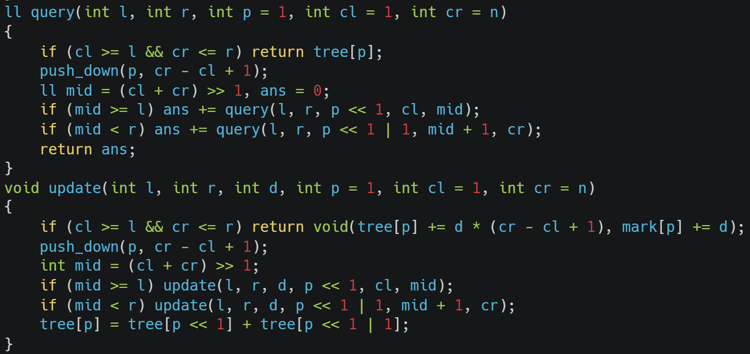 ll query(int l, int r, int p = 1, int cl = 1, int cr = n)
{
    if (cl >= l && cr <= r) return tree[p];
    push_down(p, cr - cl + 1);
    ll mid = (cl + cr) >> 1, ans = 0;
    if (mid >= l) ans += query(l, r, p << 1, cl, mid);
    if (mid < r) ans += query(l, r, p << 1 | 1, mid + 1, cr);
    return ans;
}
void update(int l, int r, int d, int p = 1, int cl = 1, int cr = n)
{
    if (cl >= l && cr <= r) return void(tree[p] += d * (cr - cl + 1), mark[p] += d);
    push_down(p, cr - cl + 1);
    int mid = (cl + cr) >> 1;
    if (mid >= l) update(l, r, d, p << 1, cl, mid);
    if (mid < r) update(l, r, d, p << 1 | 1, mid + 1, cr);
    tree[p] = tree[p << 1] + tree[p << 1 | 1];
}